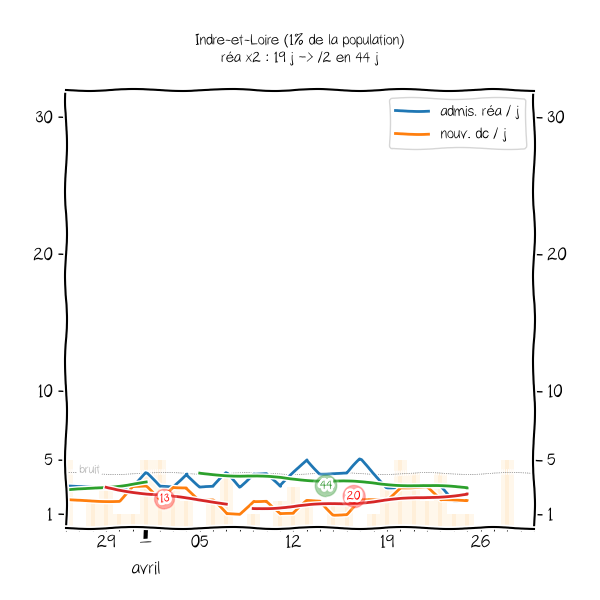 Indre-et-Loire (1% de la population)
réa x2 : 19 j -> /2 en 44 j
admis. réa / j
nouv. dc / j
30 30
20 20
10 10
5 5
bruit
44
13 20
1 1
29 1 05 12 19 26
avril